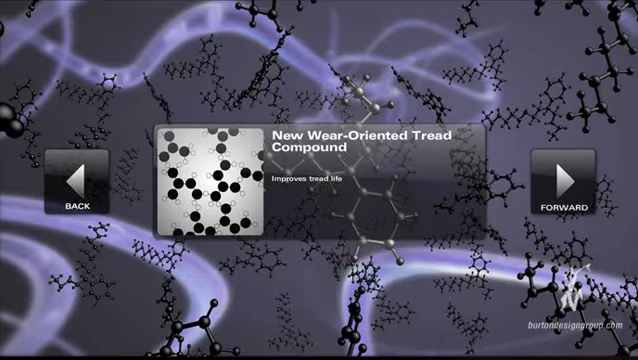 New Wear-Oriented Tread
Compound
Improves tread life
BACK
FORWARD
burtondesigngroup.com